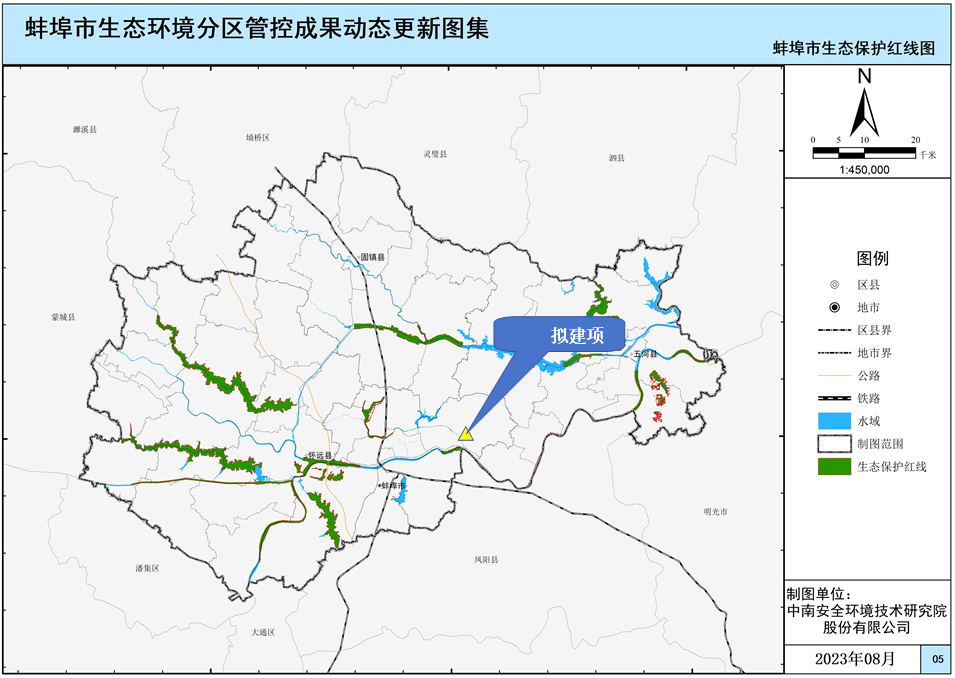 蚌埠市生态环境分区管控成果动态更新图集
蚌埠市生态保护红线图
N
0 5 10 20
千米
1:450,000
濉溪县
埇桥区
灵璧县
泗县
固镇县
蒙城县
拟建项
五河县
怀远县
蚌埠市
明光市
凤阳县
潘集区
大通区
图例
区县
地市
区县界
地市界
公路
铁路
水域
制图范围
生态保护红线
制图单位：
中南安全环境技术研究院
股份有限公司
2023年08月
05